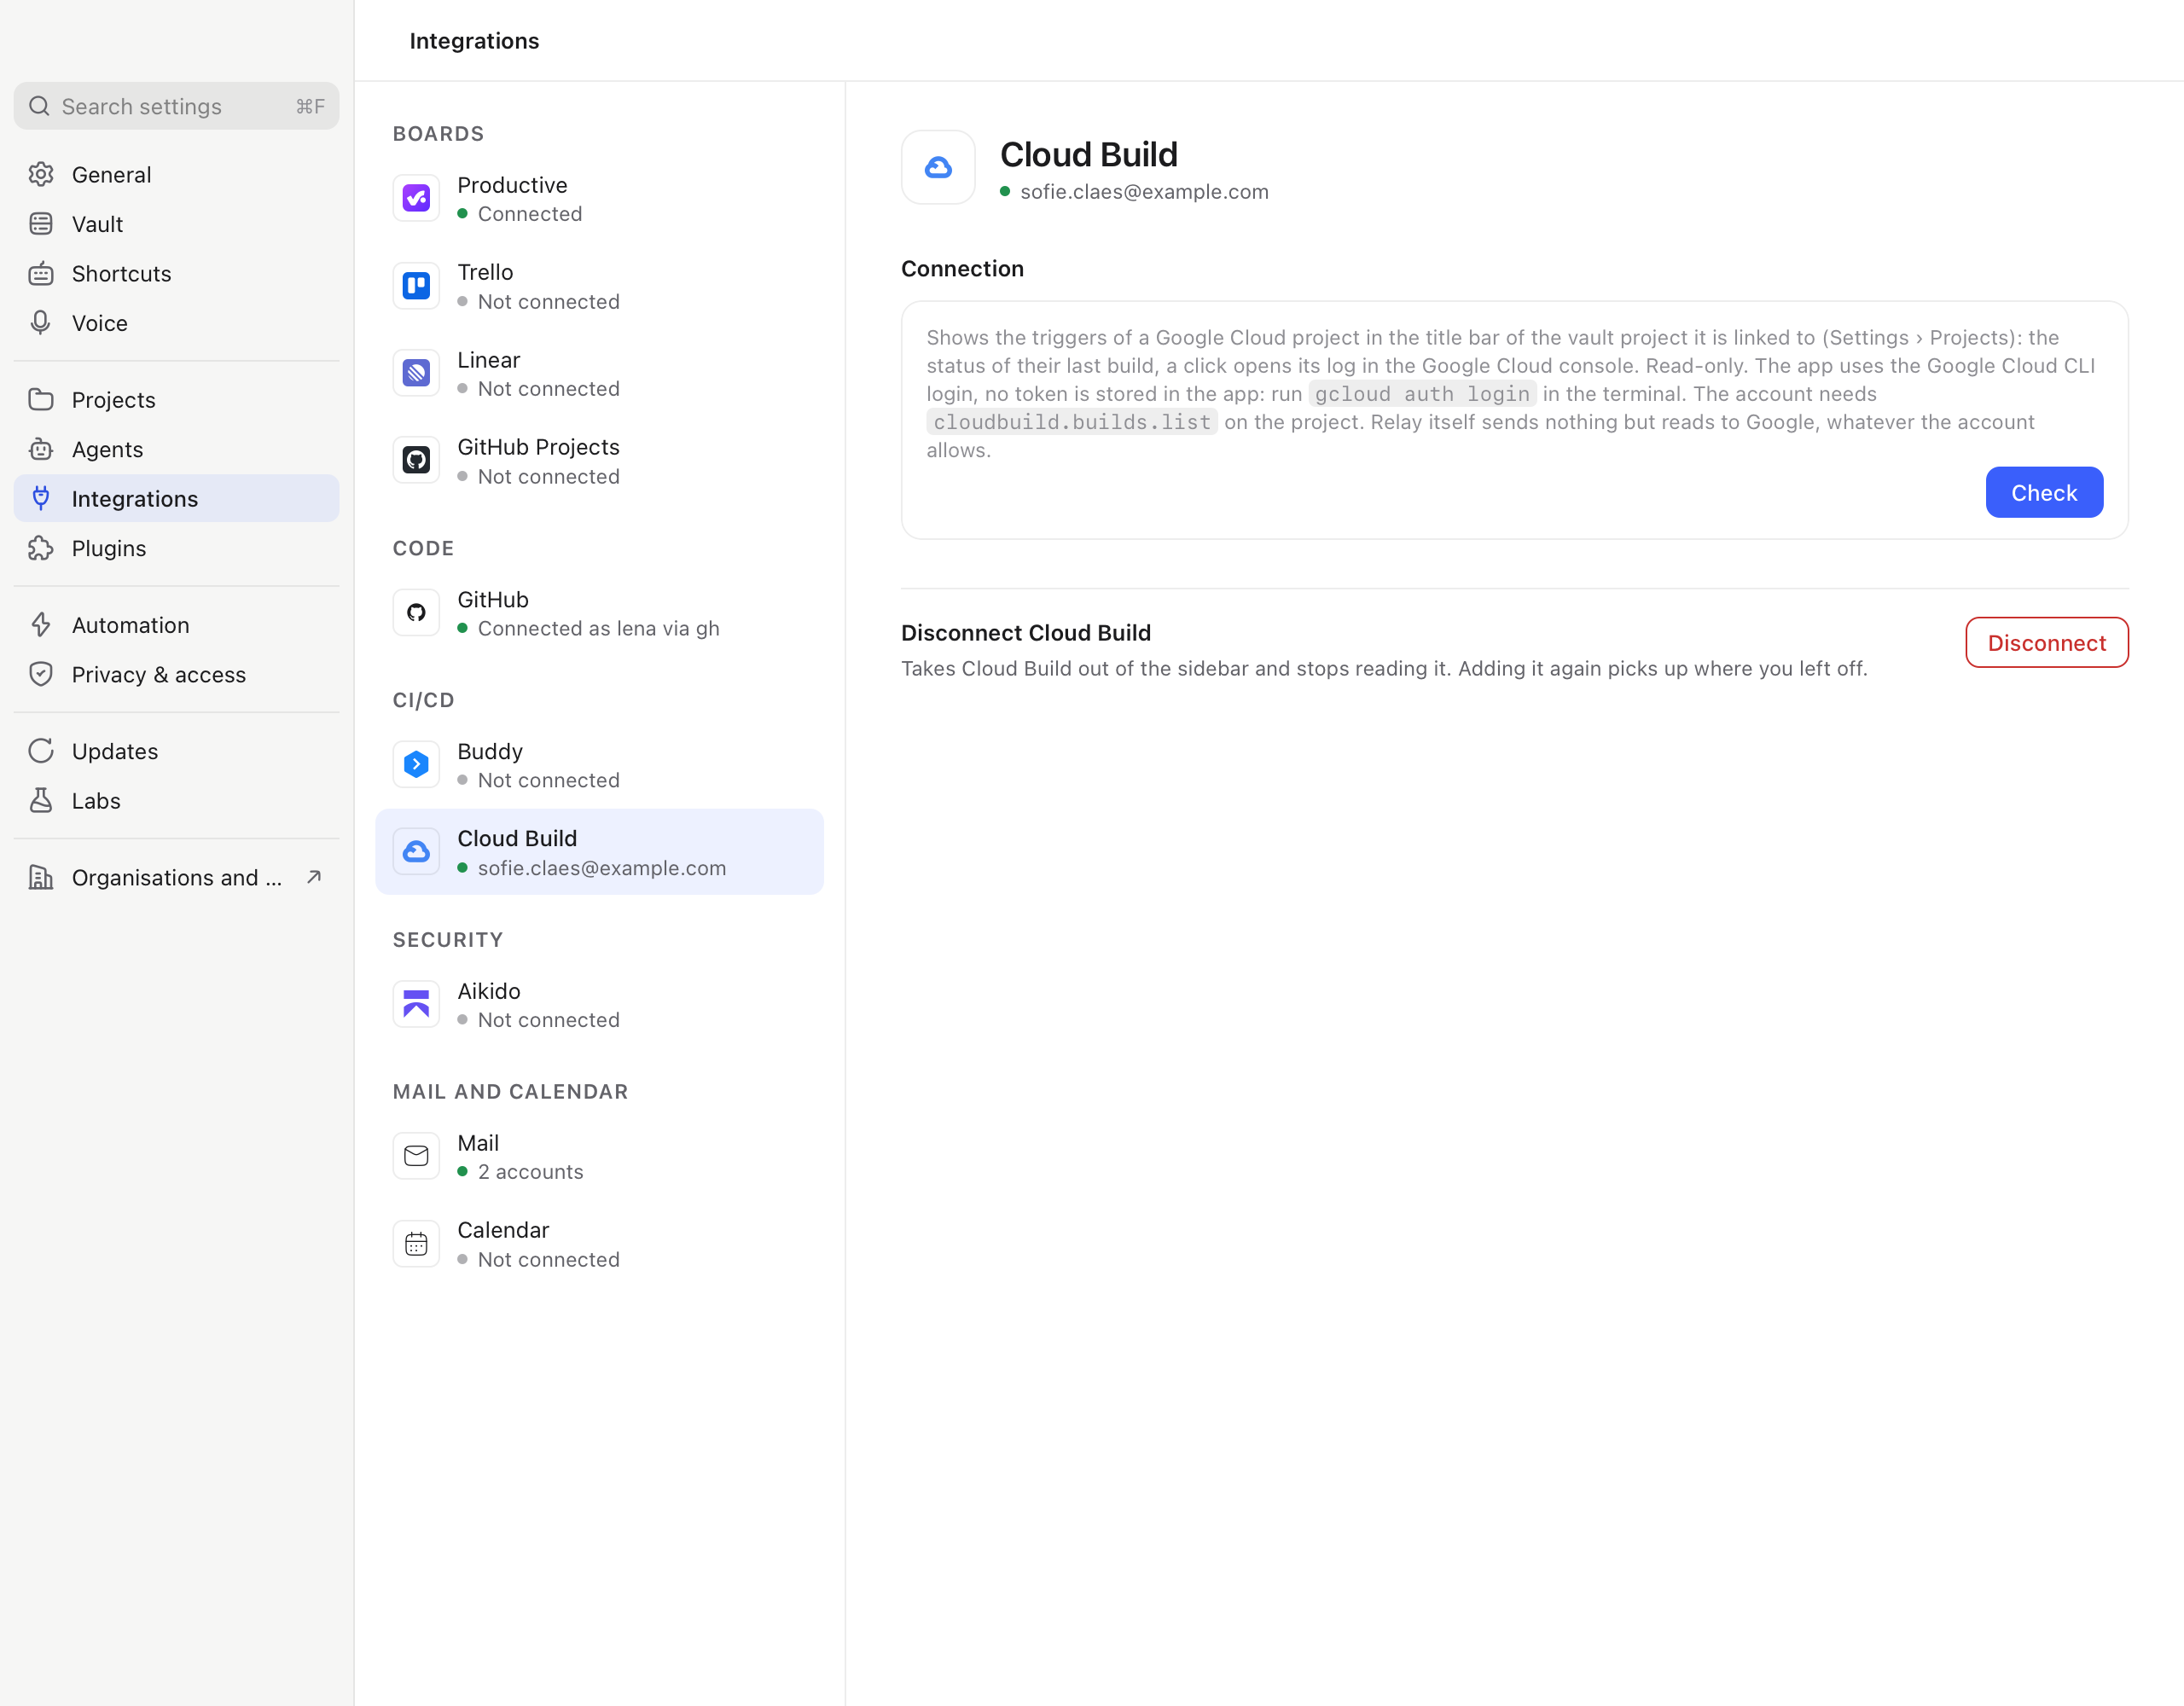 Integrations
Search settings ⌘F
General
Vault
Shortcuts
Voice
Projects
Agents
Integrations
Plugins
Automation
Privacy & access
Updates
Labs
Organisations and ...
BOARDS
Productive
Connected
Trello
Not connected
Linear
Not connected
GitHub Projects
Not connected
CODE
GitHub
Connected as lena via gh
CI/CD
Buddy
Not connected
Cloud Build
sofie.claes@example.com
SECURITY
Aikido
Not connected
MAIL AND CALENDAR
Mail
2 accounts
Calendar
Not connected
Cloud Build
sofie.claes@example.com
Connection
Shows the triggers of a Google Cloud project in the title bar of the vault project it is linked to (Settings › Projects): the
status of their last build, a click opens its log in the Google Cloud console. Read-only. The app uses the Google Cloud CLI
login, no token is stored in the app: run gcloud auth login in the terminal. The account needs
cloudbuild.builds.list on the project. Relay itself sends nothing but reads to Google, whatever the account
allows.
Check
Disconnect Cloud Build
Takes Cloud Build out of the sidebar and stops reading it. Adding it again picks up where you left off.
Disconnect